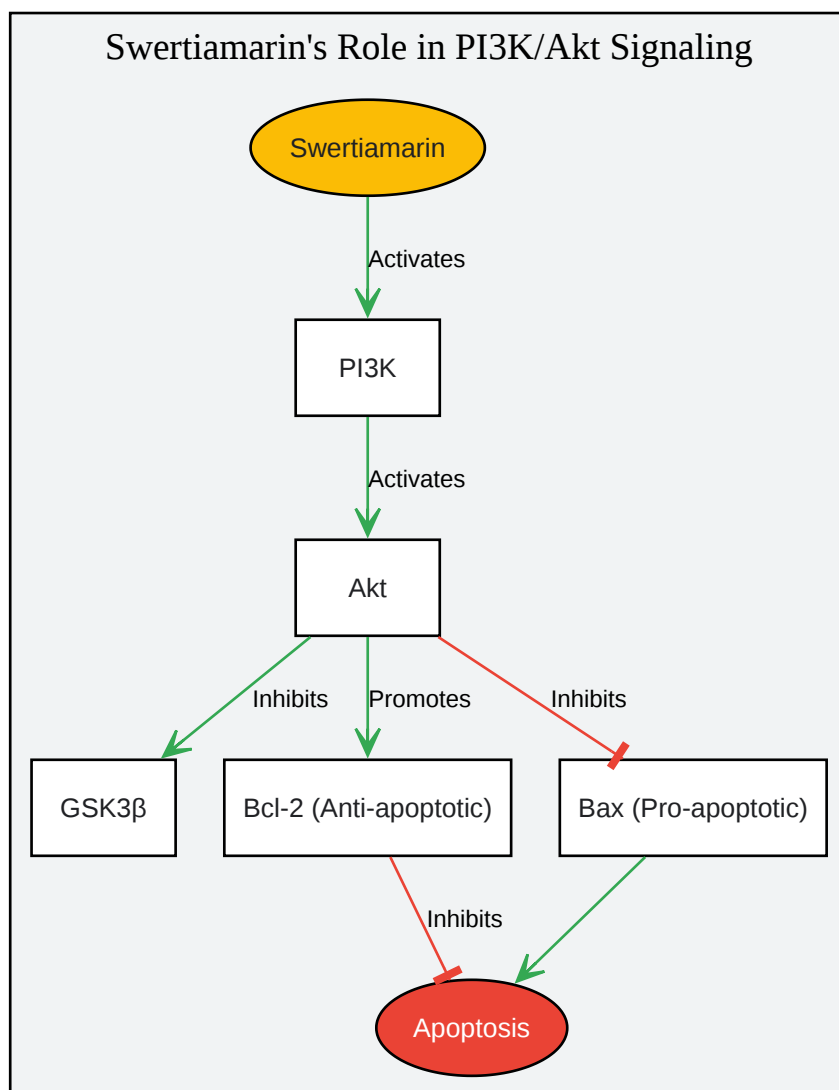 Swertiamarin's Role in PI3K/Akt Signaling
Swertiamarin
Activates
PI3K
Activates
Akt
Inhibits
Promotes
Inhibits
GSK3β
Bcl-2 (Anti-apoptotic)
Bax (Pro-apoptotic)
Inhibits
Apoptosis